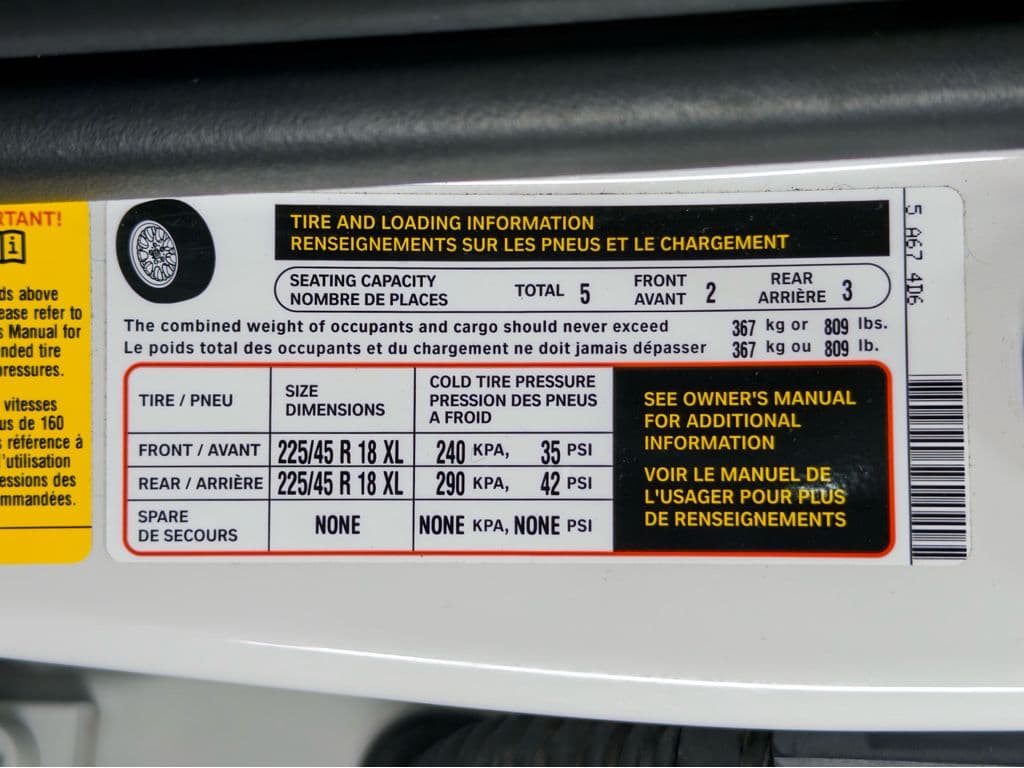 TANT!
i
ds above
ease refer to
s Manual for
nded tire
ressures.
vitesses
us de 160
s référence à
l'utilisation
essions des
mmandées.
TIRE AND LOADING INFORMATION
RENSEIGNEMENTS SUR LES PNEUS ET LE CHARGEMENT
SEATING CAPACITY
NOMBRE DE PLACES
TOTAL 5
FRONT
AVANT 2
REAR
ARRIÈRE 3
The combined weight of occupants and cargo should never exceed 367 kg or 809 lbs.
Le poids total des occupants et du chargement ne doit jamais dépasser 367 kg ou 809 lb.
TIRE / PNEU
SIZE
DIMENSIONS
COLD TIRE PRESSURE
PRESSION DES PNEUS
A FROID
FRONT / AVANT 225/45 R 18 XL 240 KPA, 35 PSI
REAR / ARRIÈRE 225/45 R 18 XL 290 KPA, 42 PSI
SPARE
DE SECOURS
NONE NONE KPA, NONE PSI
SEE OWNER'S MANUAL
FOR ADDITIONAL
INFORMATION
VOIR LE MANUEL DE
L'USAGER POUR PLUS
DE RENSEIGNEMENTS
5 A67 4D6